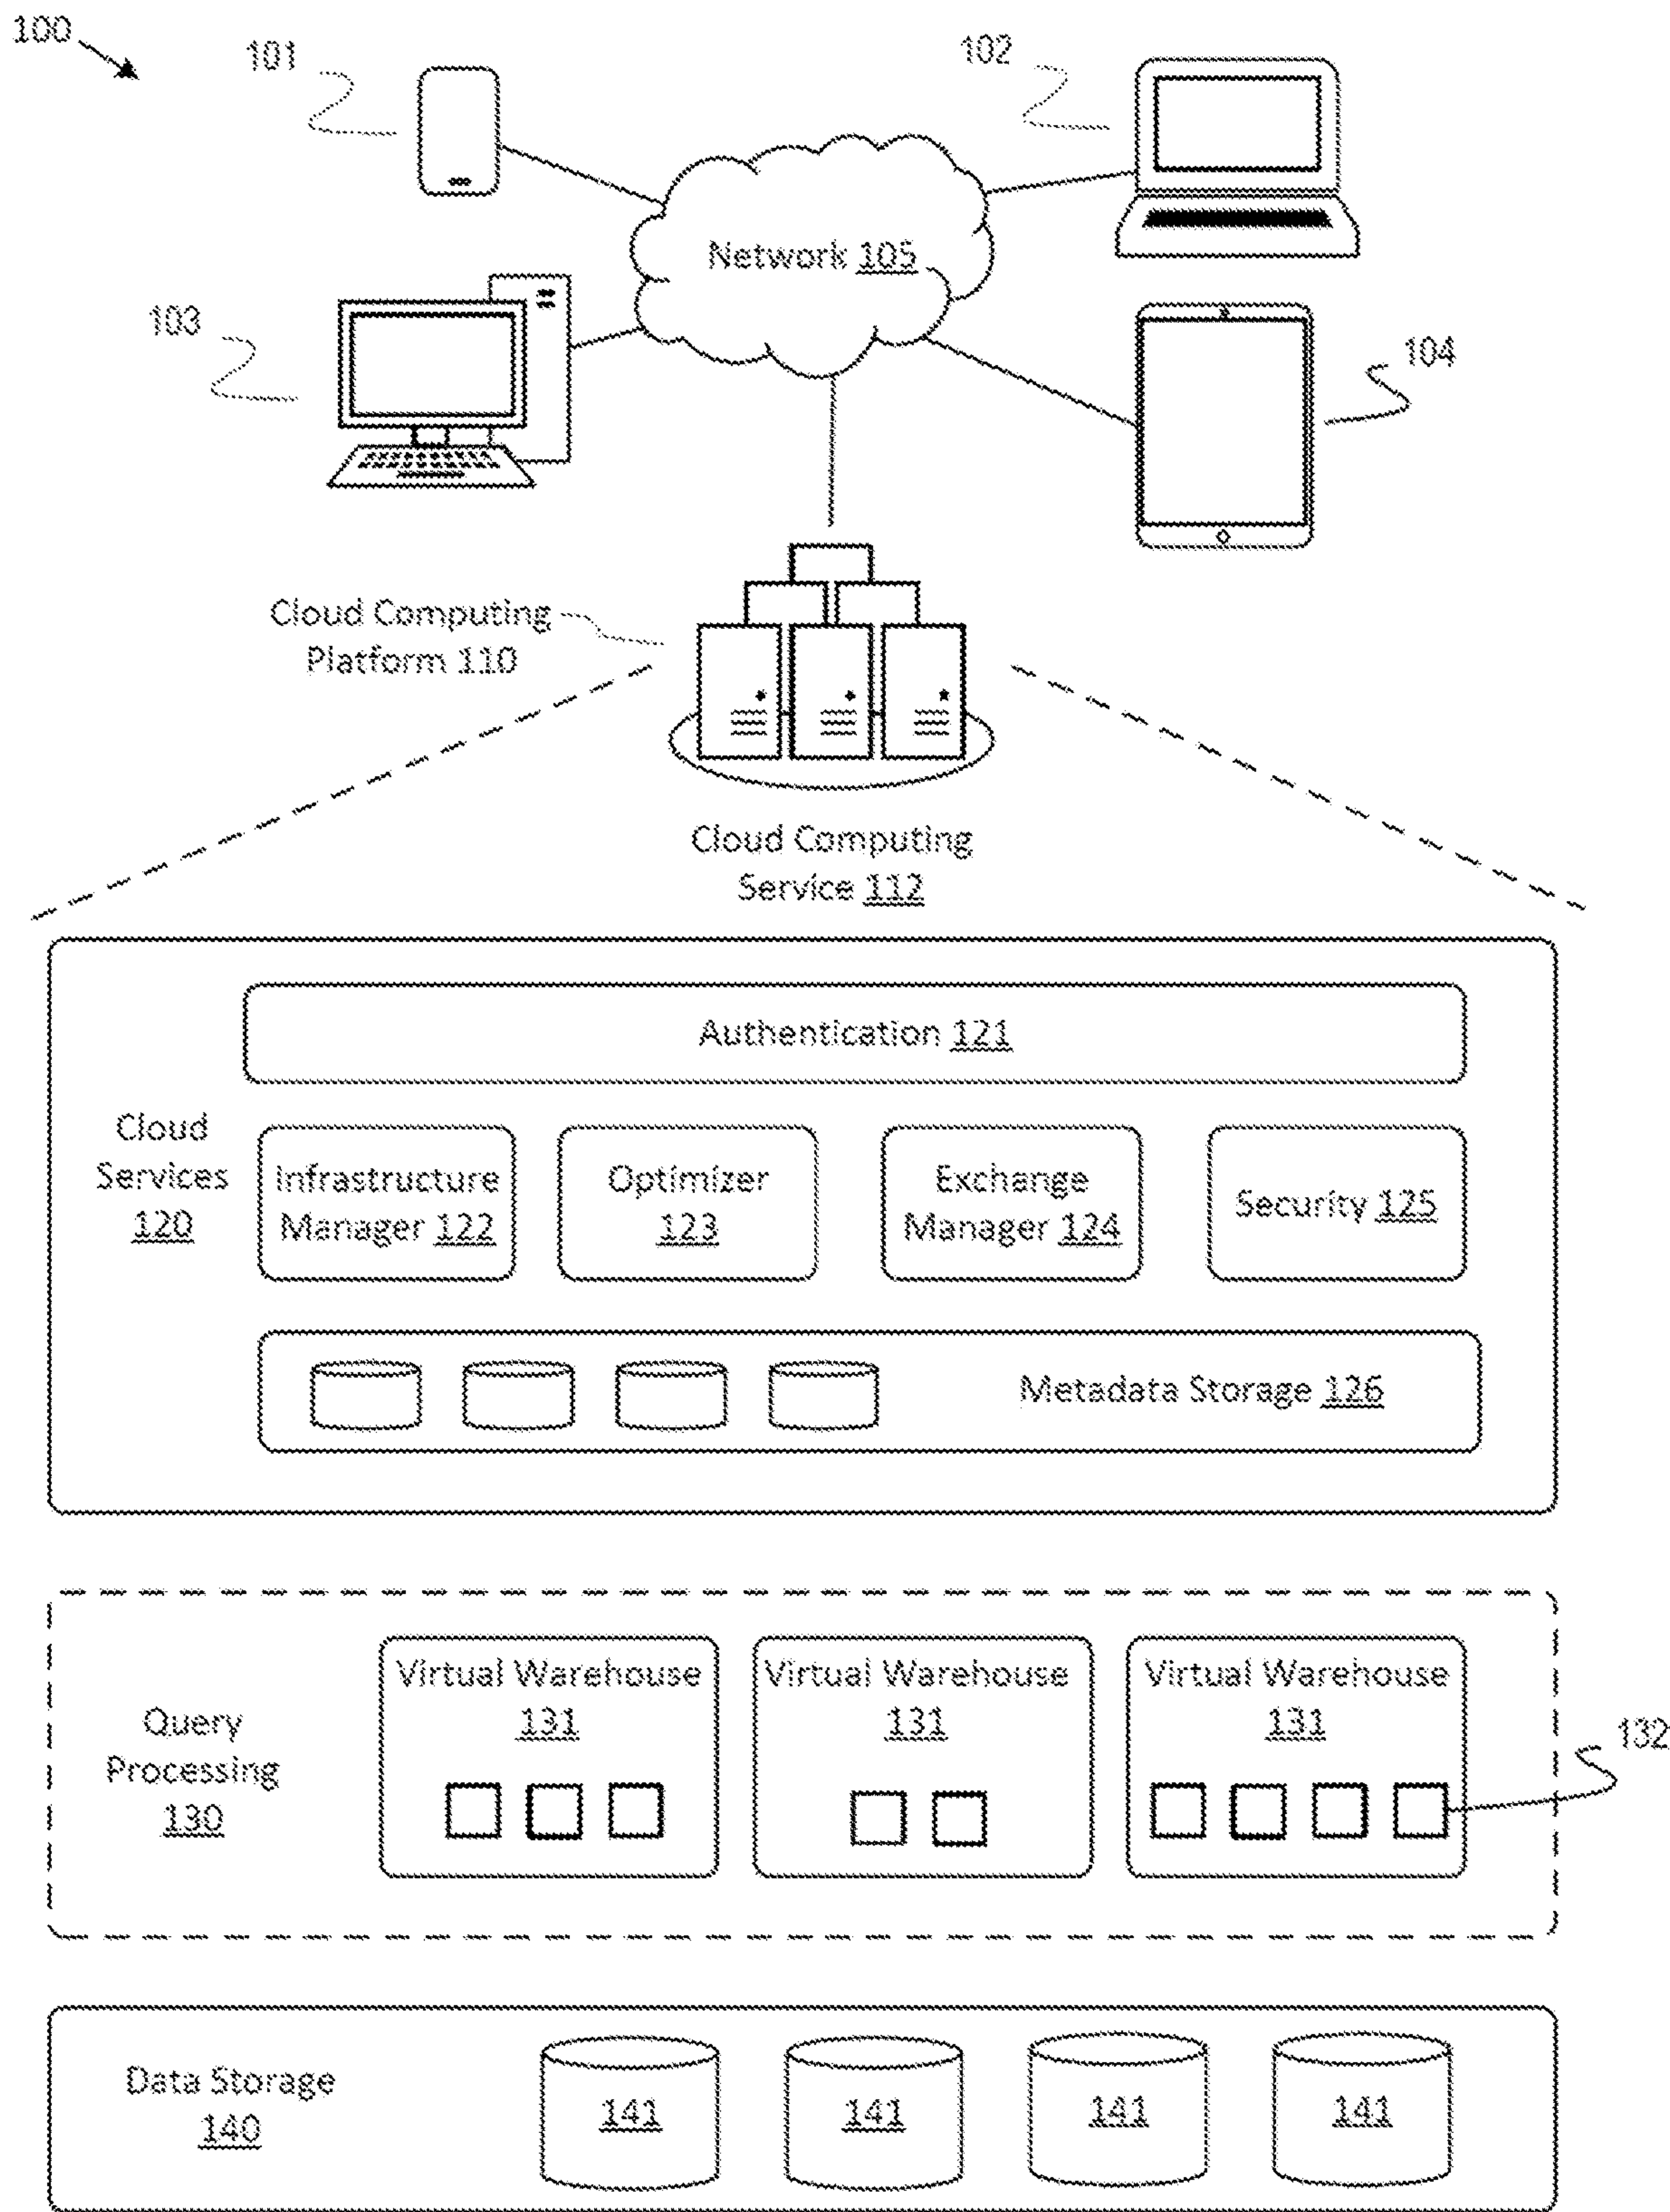 100
101
102
Network 105
103
104
Cloud Computing
Platform 110
Cloud Computing
Service 112
Authentication 121
Cloud
Services
120
Infrastructure
Manager 122
Optimizer
123
Exchange
Manager 124
Security 125
Metadata Storage 126
Query
Processing
130
Virtual Warehouse
131
Virtual Warehouse
131
Virtual Warehouse
131
132
Data Storage
140
141
141
141
141